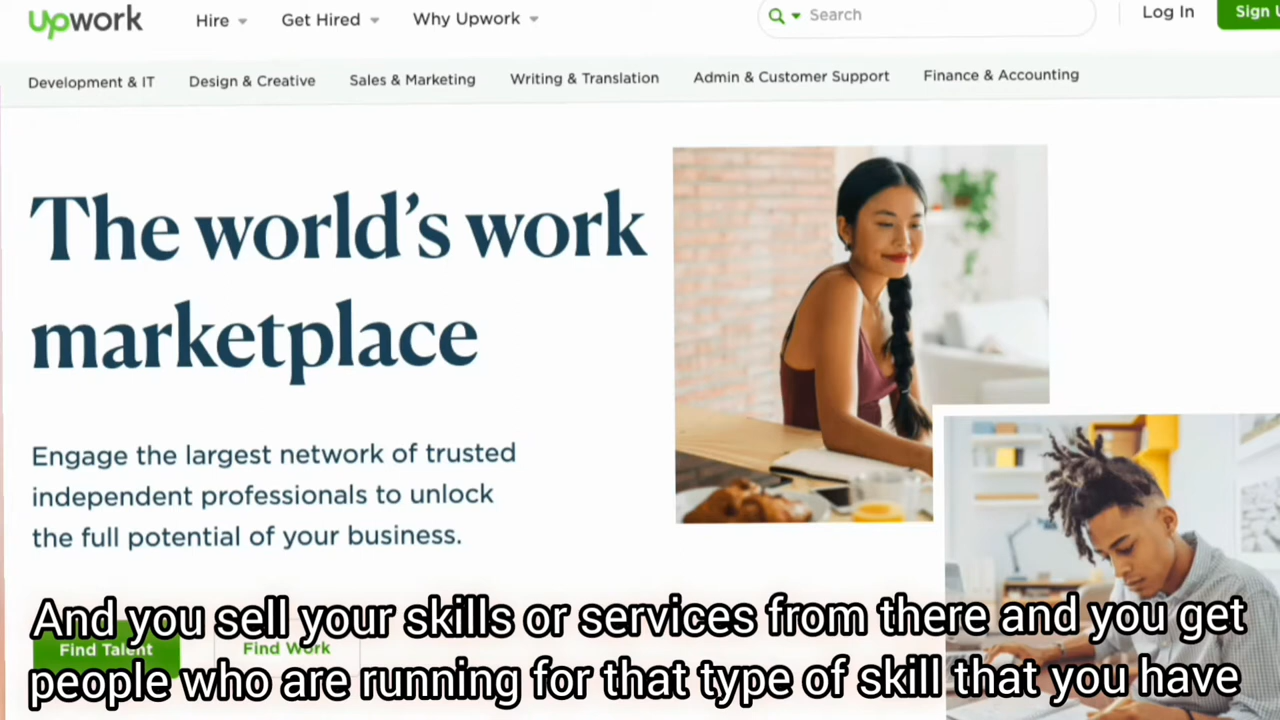 upwork
Hire Get Hired Why Upwork Search Log In Sign U
Development & IT Design & Creative Sales & Marketing Writing & Translation Admin & Customer Support Finance & Accounting
The world's work
marketplace
Engage the largest network of trusted
independent professionals to unlock
the full potential of your business.
Find Talent Find Work
And you sell your skills or services from there and you get
people who are running for that type of skill that you have